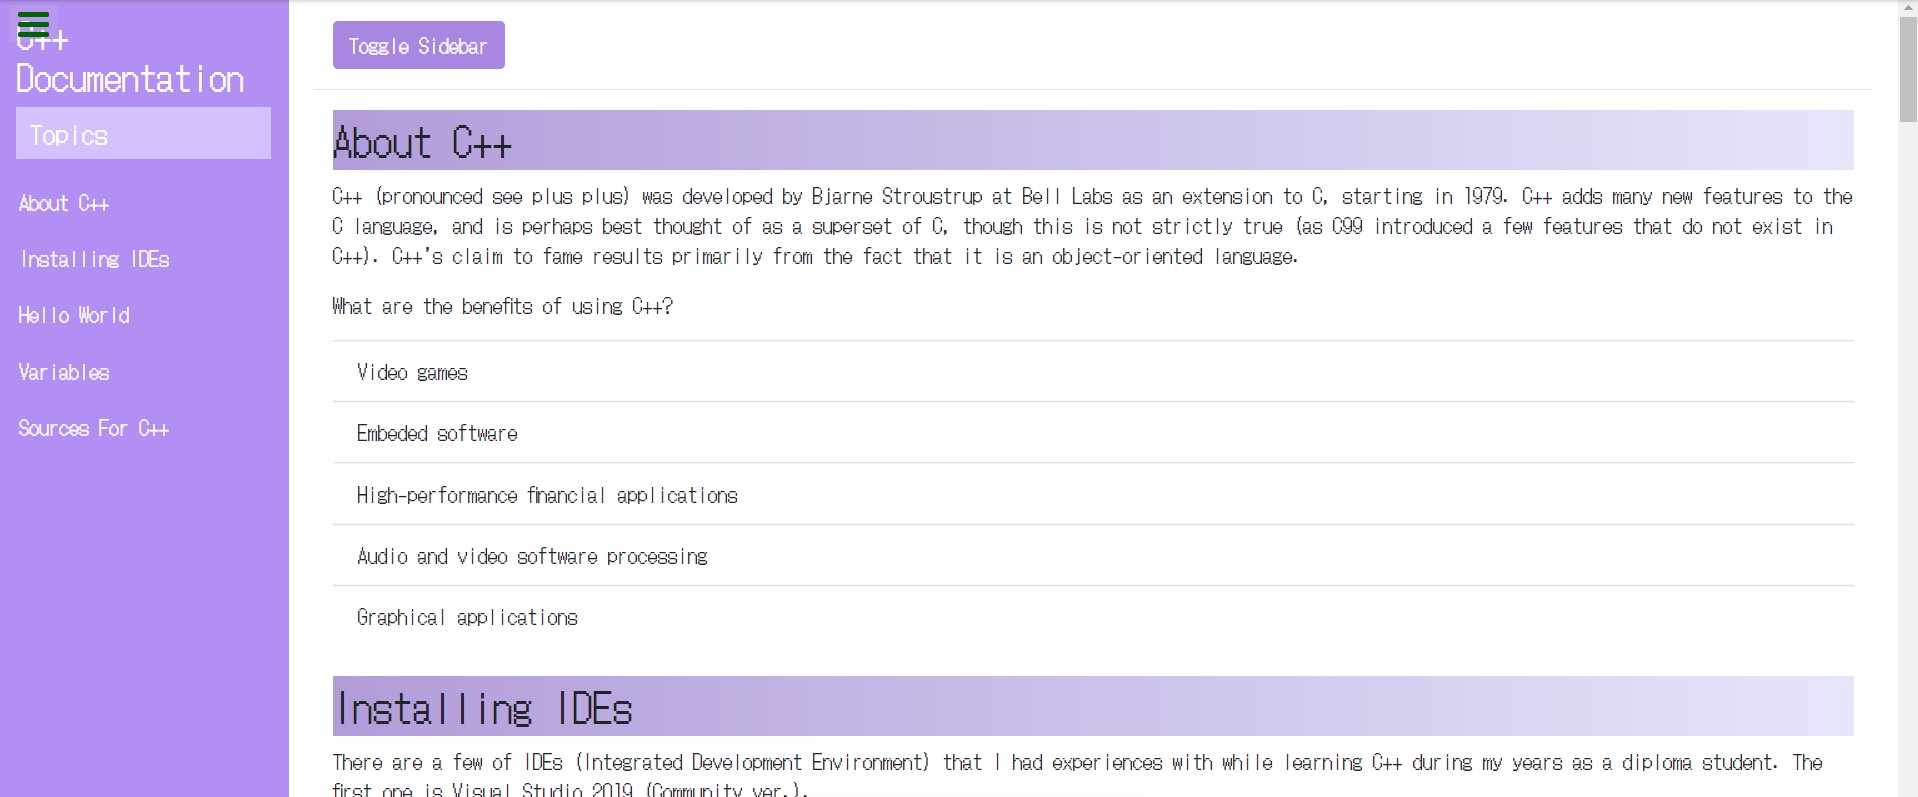 C++
Documentation
Topics
About C++
Installing IDEs
Hello World
Variables
Sources For C++
Toggle Sidebar
About C++
C++ (pronounced see plus plus) was developed by Bjarne Stroustrup at Bell Labs as an extension to C, starting in 1979. C++ adds many new features to the
C language, and is perhaps best thought of as a superset of C, though this is not strictly true (as C99 introduced a few features that do not exist in
C++). C++'s claim to fame results primarily from the fact that it is an object-oriented language.
What are the benefits of using C++?
Video games
Embeded software
High-performance financial applications
Audio and video software processing
Graphical applications
Installing IDEs
There are a few of IDEs (Integrated Development Environment) that I had experiences with while learning C++ during my years as a diploma student. The
first one is Visual Studio 2019 (Community ver.).